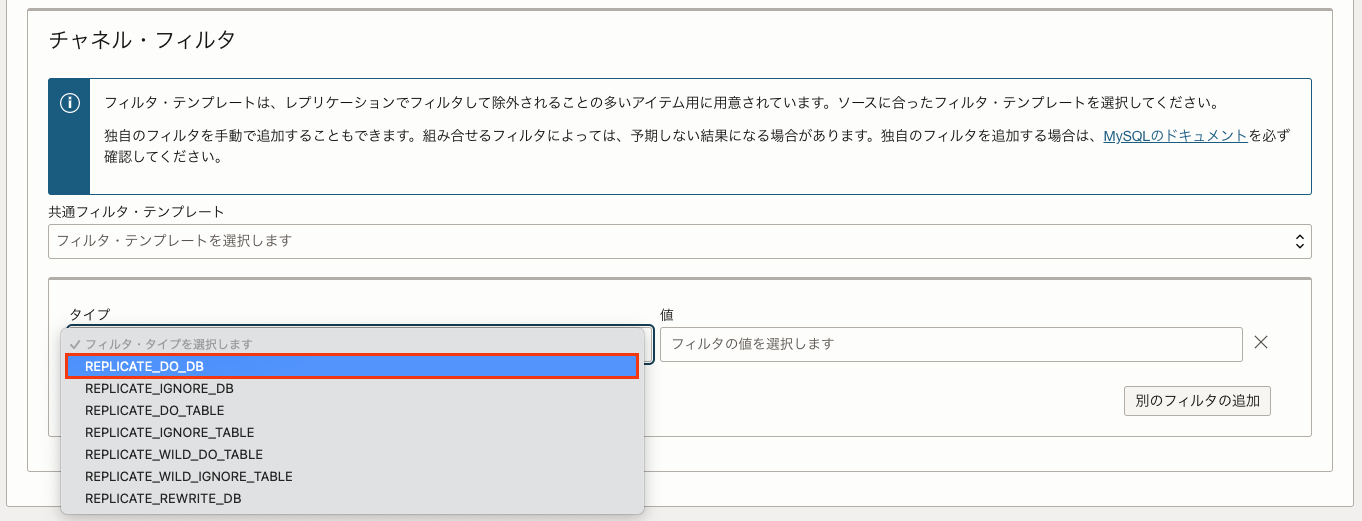 チャネル・フィルタ
フィルタ・テンプレートは、レプリケーションでフィルタして除外されることの多いアイテム用に用意されています。ソースに合ったフィルタ・テンプレートを選択してください。
独自のフィルタを手動で追加することもできます。組み合せるフィルタによっては、予期しない結果になる場合があります。独自のフィルタを追加する場合は、MySQLのドキュメントを必ず
確認してください。
共通フィルタ・テンプレート
フィルタ・テンプレートを選択します
タイプ 値
✓ フィルタ・タイプを選択します フィルタの値を選択します
REPLICATE_DO_DB
REPLICATE_IGNORE_DB
REPLICATE_DO_TABLE
別のフィルタの追加
REPLICATE_IGNORE_TABLE
REPLICATE_WILD_DO_TABLE
REPLICATE_WILD_IGNORE_TABLE
REPLICATE_REWRITE_DB